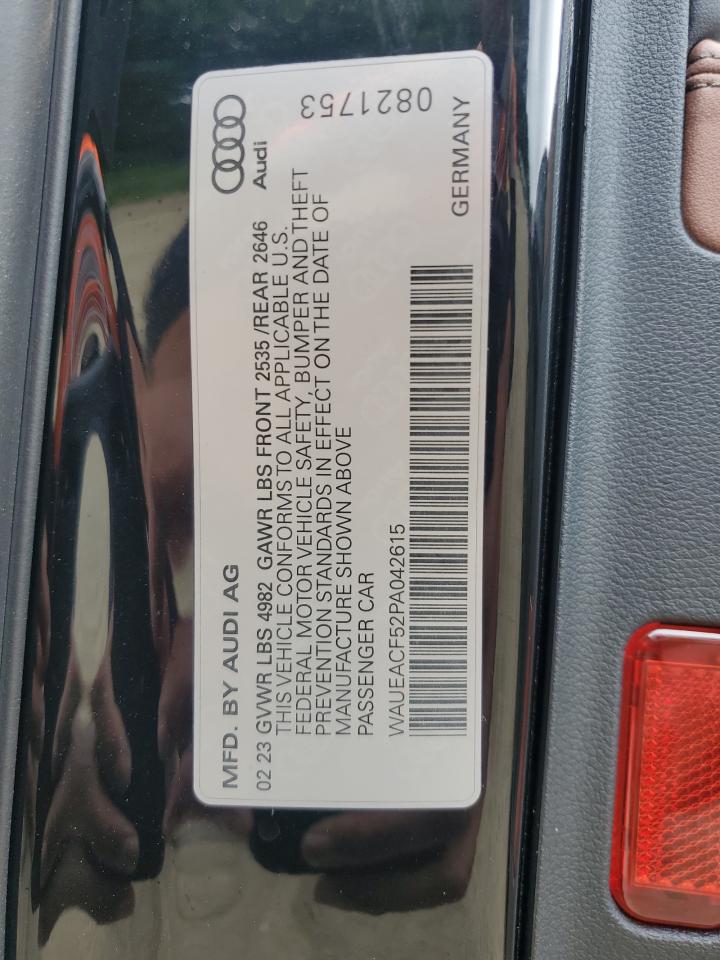 MFD. BY AUDI AG
02 23 GVWR LBS 4982 GAWR LBS FRONT 2535 /REAR 2646
THIS VEHICLE CONFORMS TO ALL APPLICABLE U.S.
FEDERAL MOTOR VEHICLE SAFETY, BUMPER AND THEFT
PREVENTION STANDARDS IN EFFECT ON THE DATE OF
MANUFACTURE SHOWN ABOVE
PASSENGER CAR
WAUEACF52PA042615
Audi
GERMANY
0821753